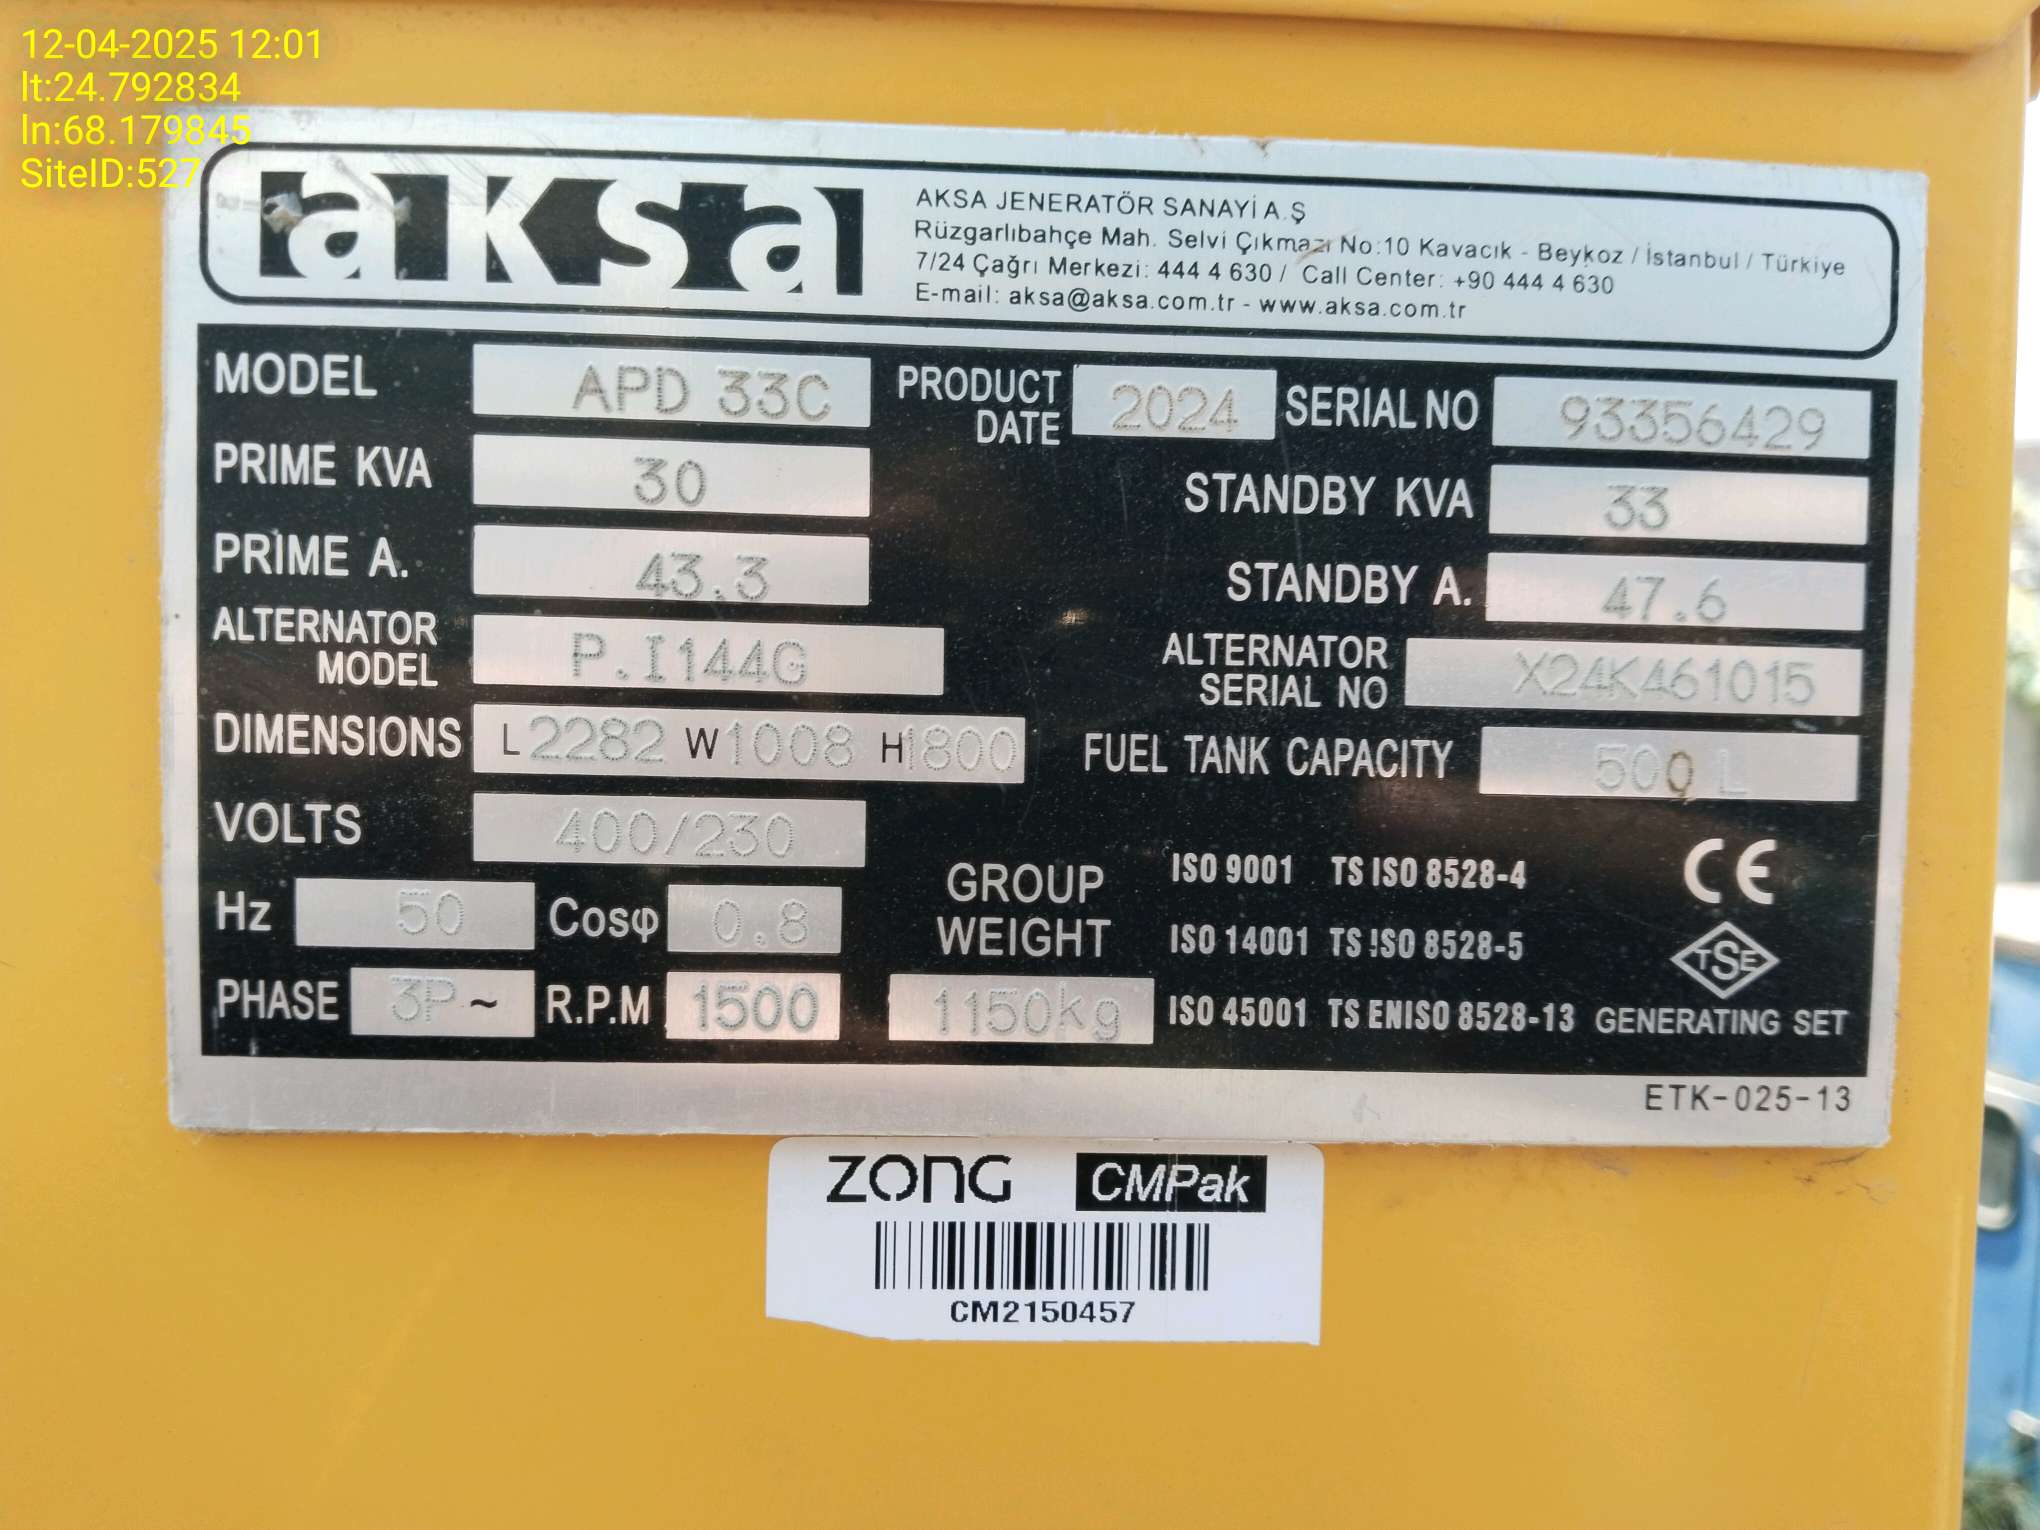 12-04-2025 12:01
lt:24.792834
ln:68.179845
SiteID:527
aksa
AKSA JENERATÖR SANAYİ A.Ş
Rüzgarlıbahçe Mah. Selvi Çıkmazı No:10 Kavacık - Beykoz / İstanbul / Türkiye
7/24 Çağrı Merkezi: 444 4 630 / Call Center: +90 444 4 630
E-mail: aksa@aksa.com.tr - www.aksa.com.tr
MODEL APD 33C PRODUCT DATE 2024 SERIAL NO 93356429
PRIME KVA 30 STANDBY KVA 33
PRIME A. 43.3 STANDBY A. 47.6
ALTERNATOR MODEL P.I144G ALTERNATOR SERIAL NO X24K461015
DIMENSIONS L 2282 W 1008 H 1800 FUEL TANK CAPACITY 500 L
VOLTS 400/230
Hz 50 Cosφ 0.8
PHASE 3P ~ R.P.M 1500
GROUP
WEIGHT
1150kg
ISO 9001 TS ISO 8528-4
ISO 14001 TS ISO 8528-5
ISO 45001 TS EN ISO 8528-13
CE
TSE
GENERATING SET
ETK-025-13
ZONG CMPak
CM2150457